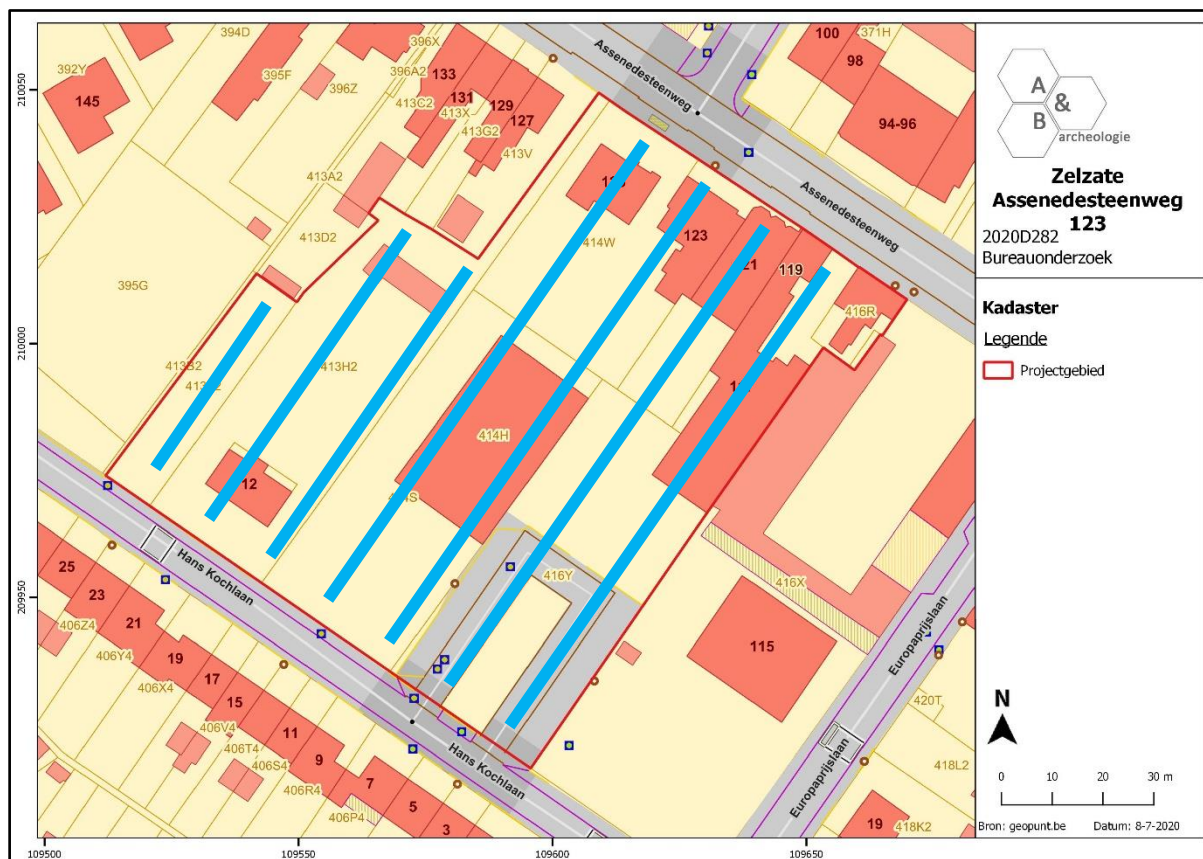 394D
396X
395F
396Z
396A2
392Y
145
413C2
133
131
413X
129
413G2
127
413V
413A2
413D2
395G
413H2
414W
414H
12
123
119
416R
100
98
371H
94-96
Assenedesteenweg
Assenedesteenweg
Hans Kochlaan
Hans Kochlaan
416Y
416X
115
Europaprijslaan
Europaprijslaan
420T
418L2
19
418K2
25
23
406Z4
21
406Y4
19
406X4
17
15
406V4
406T4
11
406S4
9
406R4
7
406P4
5
3
210050
210000
209950
109500
109550
109600
109650
A
&
B
archeologie
Zelzate
Assenedesteenweg
123
2020D282
Bureauonderzoek
Kadaster
Legende
Projectgebied
N
0 10 20 30 m
Bron: geopunt.be Datum: 8-7-2020